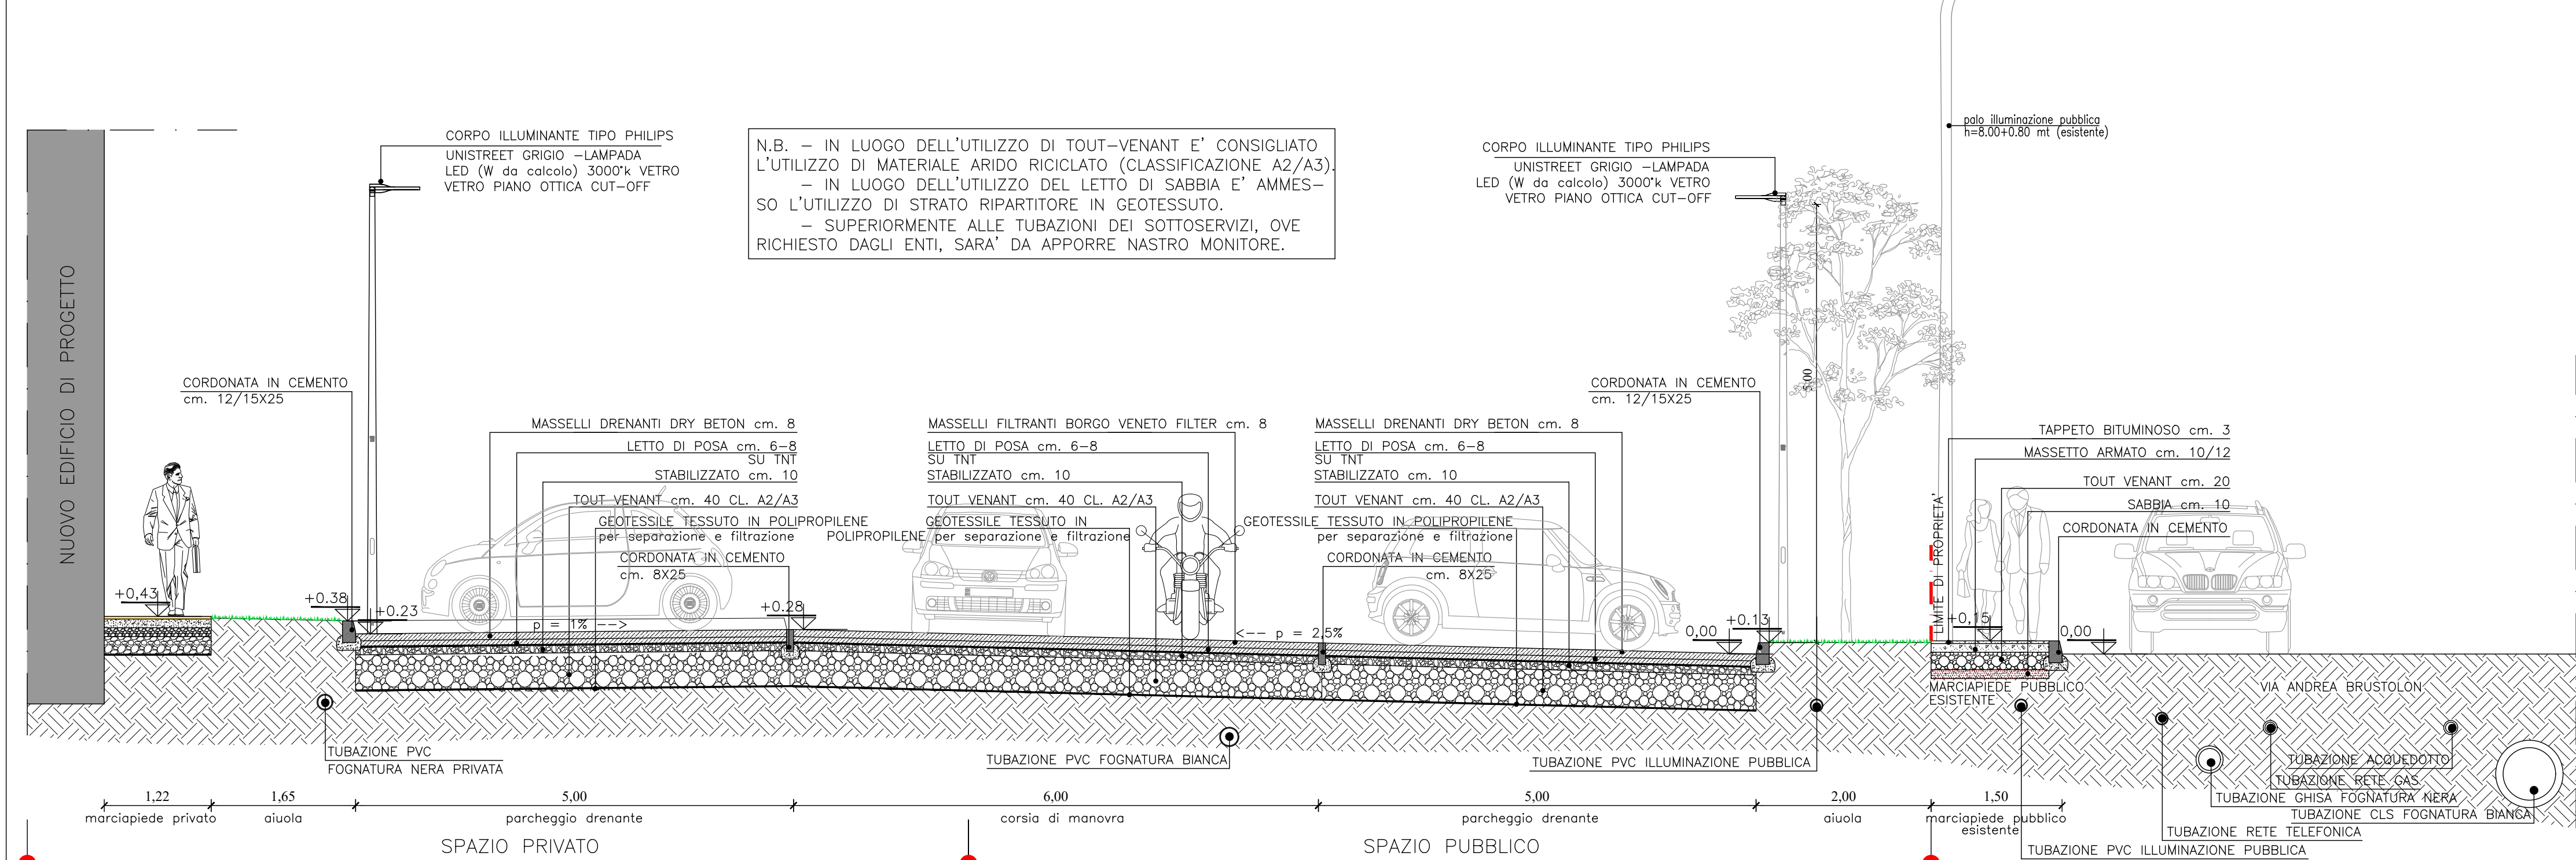 NUOVO EDIFICIO DI PROGETTO
CORPO ILLUMINANTE TIPO PHILIPS
UNISTREET GRIGIO –LAMPADA
LED (W da calcolo) 3000°k VETRO
VETRO PIANO OTTICA CUT–OFF
N.B. – IN LUOGO DELL'UTILIZZO DI TOUT–VENANT E' CONSIGLIATO
L'UTILIZZO DI MATERIALE ARIDO RICICLATO (CLASSIFICAZIONE A2/A3).
– IN LUOGO DELL'UTILIZZO DEL LETTO DI SABBIA E' AMMES–
SO L'UTILIZZO DI STRATO RIPARTITORE IN GEOTESSUTO.
– SUPERIORMENTE ALLE TUBAZIONI DEI SOTTOSERVIZI, OVE
RICHIESTO DAGLI ENTI, SARA' DA APPORRE NASTRO MONITORE.
CORPO ILLUMINANTE TIPO PHILIPS
UNISTREET GRIGIO –LAMPADA
LED (W da calcolo) 3000°k VETRO
VETRO PIANO OTTICA CUT–OFF
palo illuminazione pubblica
h=8.00+0.80 mt (esistente)
5.00
CORDONATA IN CEMENTO
cm. 12/15X25
MASSELLI DRENANTI DRY BETON cm. 8
LETTO DI POSA cm. 6–8
SU TNT
STABILIZZATO cm. 10
TOUT VENANT cm. 40 CL. A2/A3
GEOTESSILE TESSUTO IN POLIPROPILENE
per separazione e filtrazione
CORDONATA IN CEMENTO
cm. 8X25
MASSELLI FILTRANTI BORGO VENETO FILTER cm. 8
LETTO DI POSA cm. 6–8
SU TNT
STABILIZZATO cm. 10
TOUT VENANT cm. 40 CL. A2/A3
GEOTESSILE TESSUTO IN
POLIPROPILENE per separazione e filtrazione
MASSELLI DRENANTI DRY BETON cm. 8
LETTO DI POSA cm. 6–8
SU TNT
STABILIZZATO cm. 10
TOUT VENANT cm. 40 CL. A2/A3
GEOTESSILE TESSUTO IN POLIPROPILENE
per separazione e filtrazione
CORDONATA IN CEMENTO
cm. 8X25
CORDONATA IN CEMENTO
cm. 12/15X25
TAPPETO BITUMINOSO cm. 3
MASSETTO ARMATO cm. 10/12
TOUT VENANT cm. 20
SABBIA cm. 10
CORDONATA IN CEMENTO
LIMITE DI PROPRIETA'
+0,43
+0.38
+0.23
p = 1% –->
+0.28
<–– p = 2,5%
0,00
+0.13
+0,15
0,00
MARCIAPIEDE PUBBLICO
ESISTENTE
VIA ANDREA BRUSTOLON
TUBAZIONE PVC
FOGNATURA NERA PRIVATA
TUBAZIONE PVC FOGNATURA BIANCA
TUBAZIONE PVC ILLUMINAZIONE PUBBLICA
TUBAZIONE ACQUEDOTTO
TUBAZIONE RETE GAS
TUBAZIONE GHISA FOGNATURA NERA
TUBAZIONE CLS FOGNATURA BIANCA
TUBAZIONE RETE TELEFONICA
TUBAZIONE PVC ILLUMINAZIONE PUBBLICA
1,22
marciapiede privato
1,65
aiuola
5,00
parcheggio drenante
6,00
corsia di manovra
5,00
parcheggio drenante
2,00
aiuola
1,50
marciapiede pubblico
esistente
SPAZIO PRIVATO
SPAZIO PUBBLICO